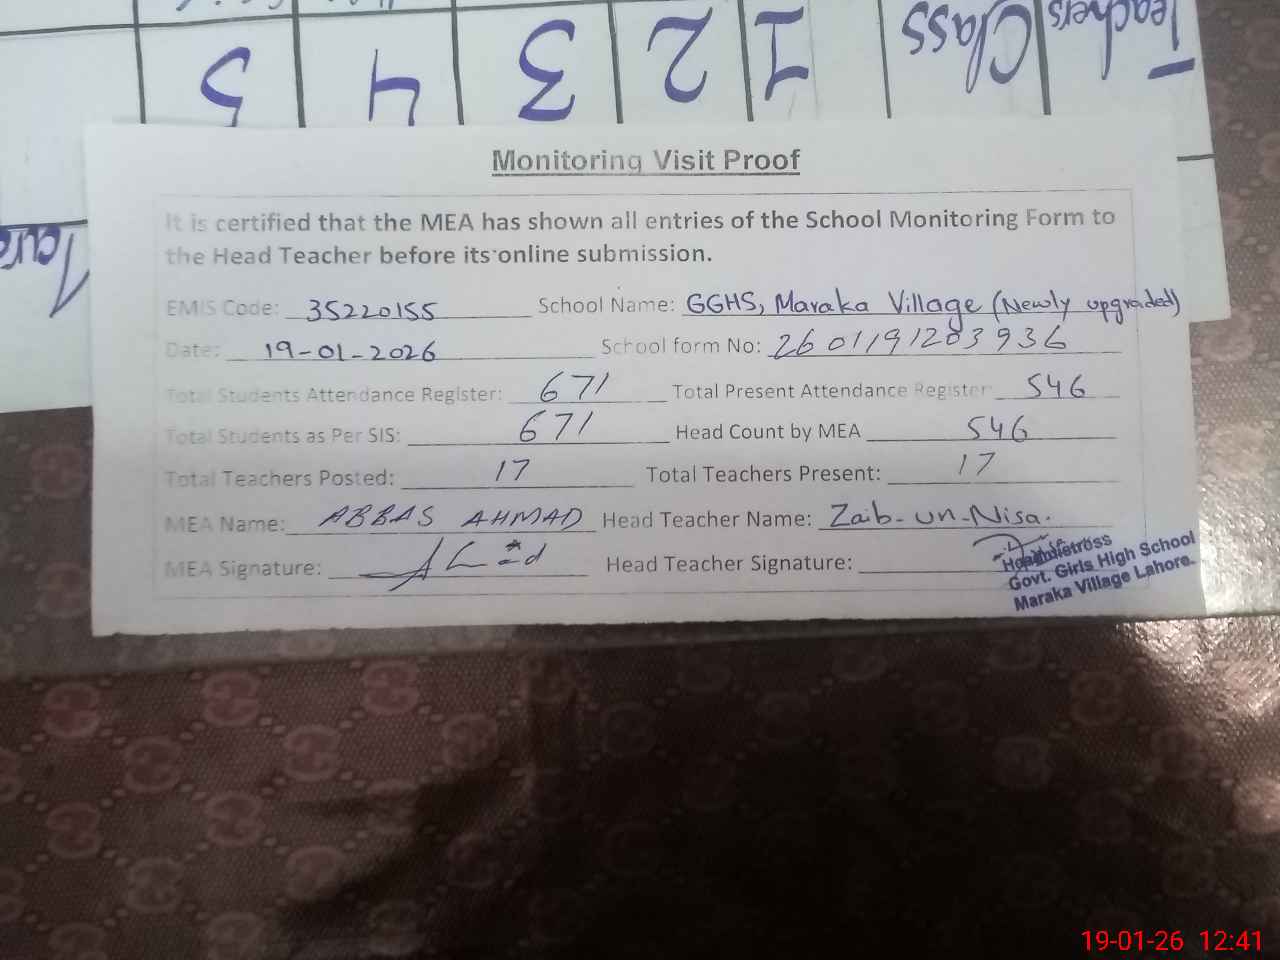 Teachers Class 1 2 3 4 5
Monitoring Visit Proof
It is certified that the MEA has shown all entries of the School Monitoring Form to
the Head Teacher before its online submission.
EMIS Code: 35220155 School Name: GGHS, Maraka Village (Newly upgraded)
Date: 19-01-2026 School form No: 2601191203936
Total Students Attendance Register: 671 Total Present Attendance Register: 546
Total Students as Per SIS: 671 Head Count by MEA 546
Total Teachers Posted: 17 Total Teachers Present: 17
MEA Name: ABBAS AHMAD Head Teacher Name: Zaib-un-Nisa.
MEA Signature: Head Teacher Signature:
Headmistress
Govt. Girls High School
Maraka Village Lahore.
19-01-26 12:41